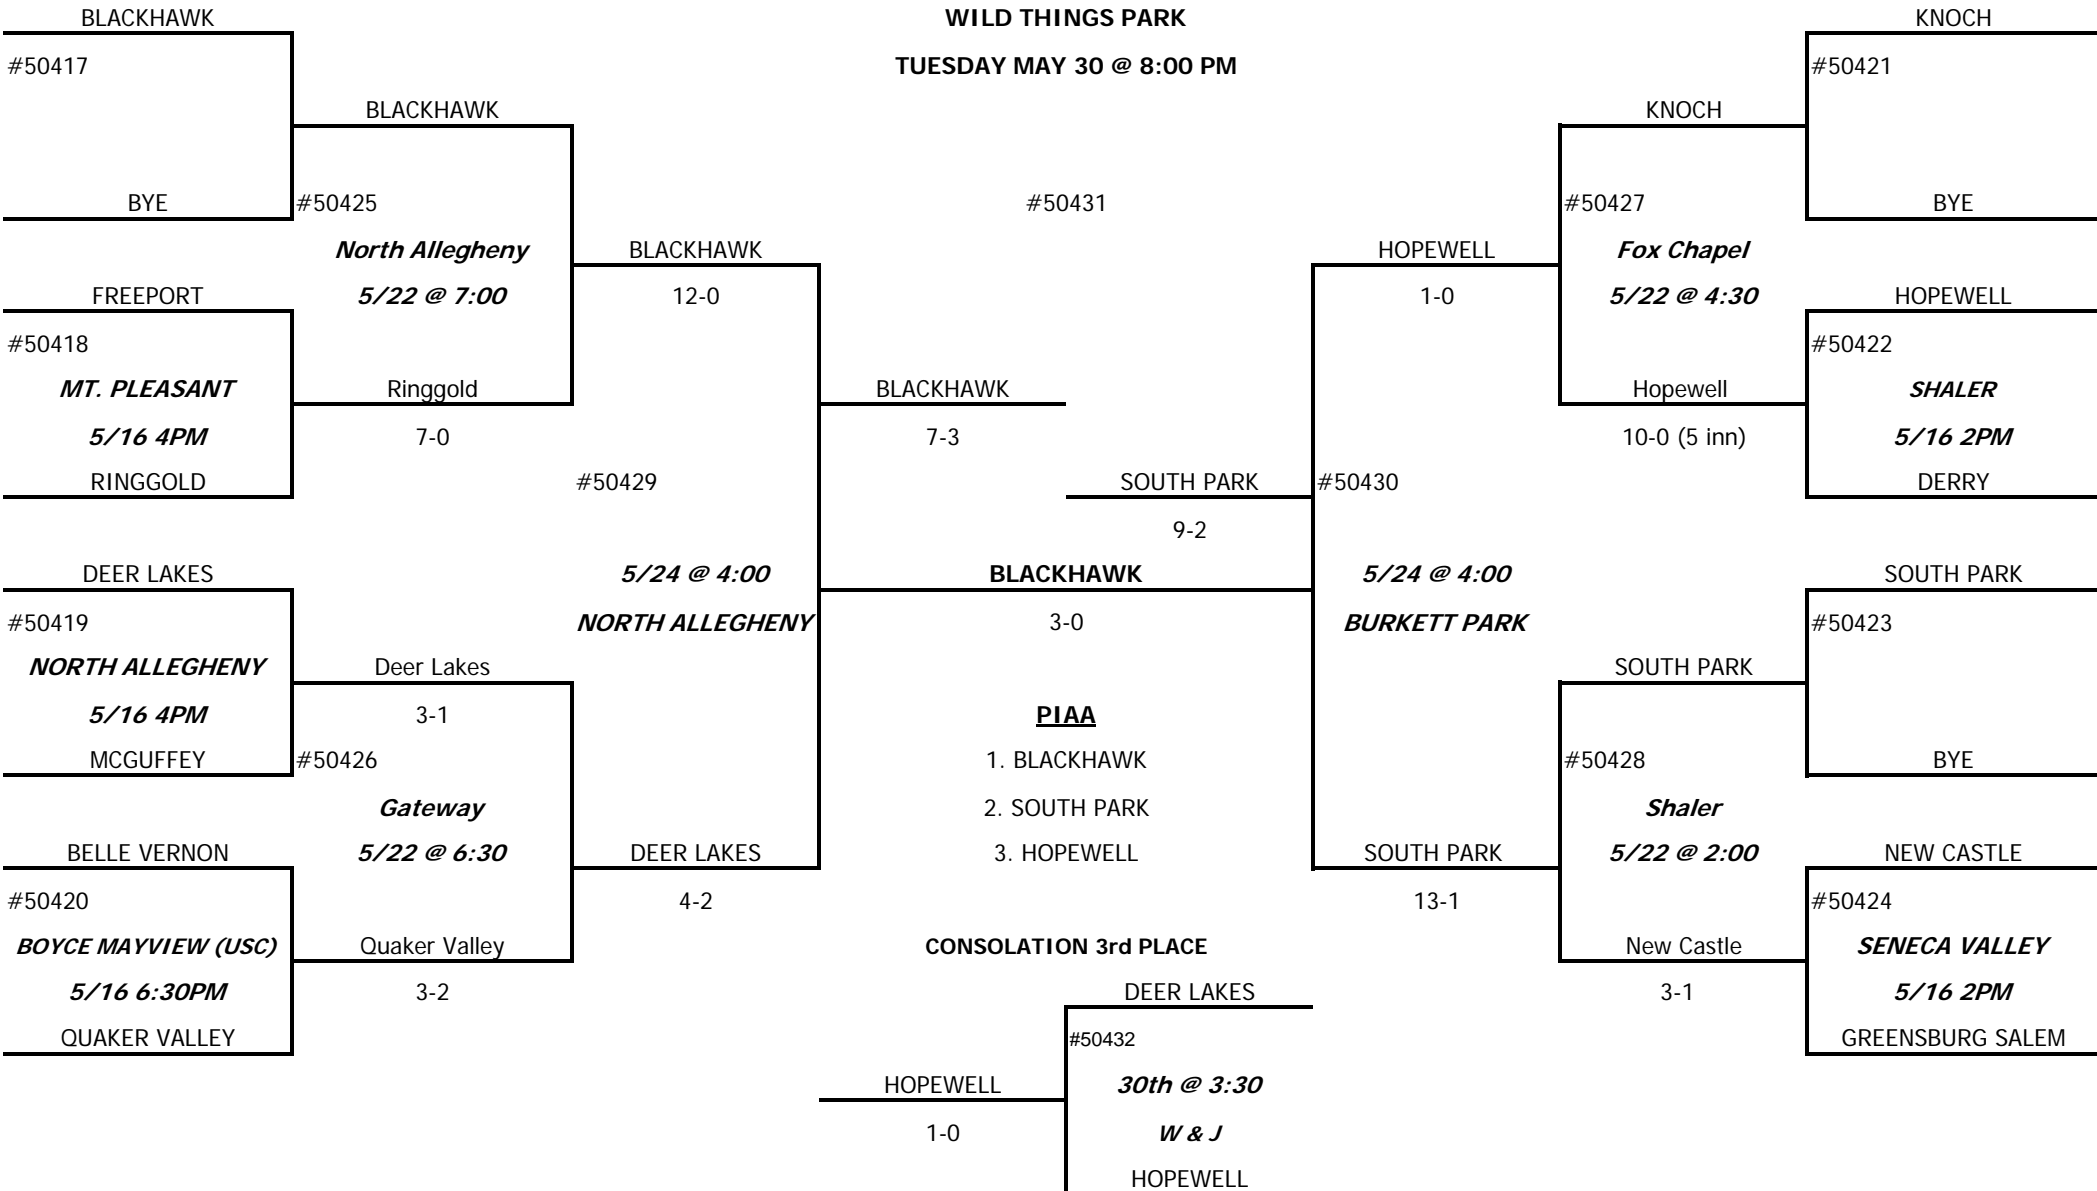 BLACKHAWK
WILD THINGS PARK
KNOCH
#50417
TUESDAY MAY 30 @ 8:00 PM
#50421
BLACKHAWK
KNOCH
BYE
#50425
#50431
#50427
BYE
North Allegheny
BLACKHAWK
HOPEWELL
Fox Chapel
FREEPORT
5/22 @ 7:00
12-0
1-0
5/22 @ 4:30
HOPEWELL
#50418
#50422
MT. PLEASANT
Ringgold
BLACKHAWK
Hopewell
SHALER
5/16 4PM
7-0
7-3
10-0 (5 inn)
5/16 2PM
RINGGOLD
#50429
SOUTH PARK
#50430
DERRY
9-2
DEER LAKES
5/24 @ 4:00
BLACKHAWK
5/24 @ 4:00
SOUTH PARK
#50419
NORTH ALLEGHENY
3-0
BURKETT PARK
#50423
NORTH ALLEGHENY
Deer Lakes
SOUTH PARK
5/16 4PM
3-1
PIAA
MCGUFFEY
#50426
1. BLACKHAWK
#50428
BYE
Gateway
2. SOUTH PARK
Shaler
BELLE VERNON
5/22 @ 6:30
DEER LAKES
3. HOPEWELL
SOUTH PARK
5/22 @ 2:00
NEW CASTLE
#50420
4-2
13-1
#50424
BOYCE MAYVIEW (USC)
Quaker Valley
CONSOLATION 3rd PLACE
New Castle
SENECA VALLEY
5/16 6:30PM
3-2
DEER LAKES
3-1
5/16 2PM
QUAKER VALLEY
#50432
GREENSBURG SALEM
HOPEWELL
30th @ 3:30
1-0
W & J
HOPEWELL